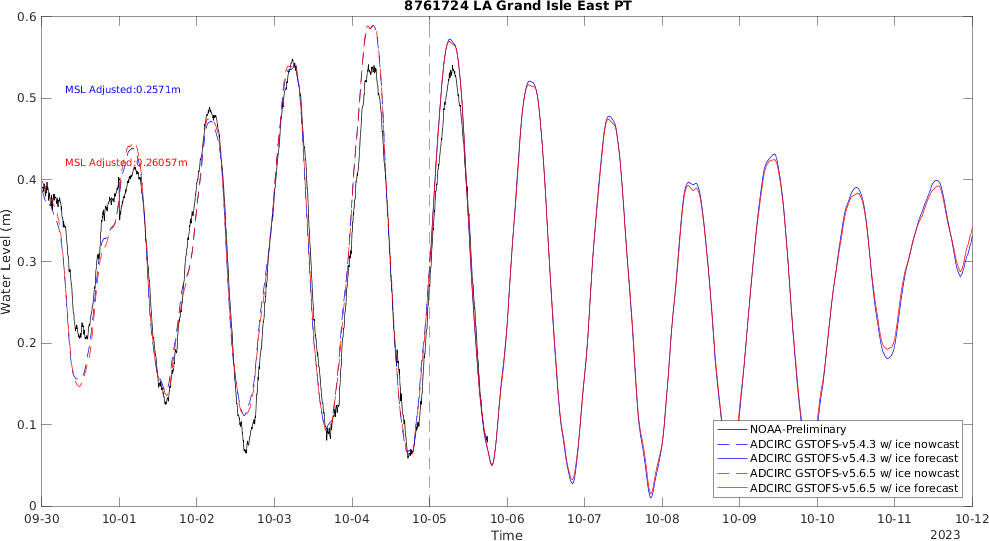 8761724 LA Grand Isle East PT
0.6
0.5
0.4
0.3
0.2
0.1
0
Water Level (m)
MSL Adjusted:0.2571m
MSL Adjusted:0.26057m
NOAA-Preliminary
ADCIRC GSTOFS-v5.4.3 w/ ice nowcast
ADCIRC GSTOFS-v5.4.3 w/ ice forecast
ADCIRC GSTOFS-v5.6.5 w/ ice nowcast
ADCIRC GSTOFS-v5.6.5 w/ ice forecast
09-30 10-01 10-02 10-03 10-04 10-05 10-06 10-07 10-08 10-09 10-10 10-11 10-12
Time
2023